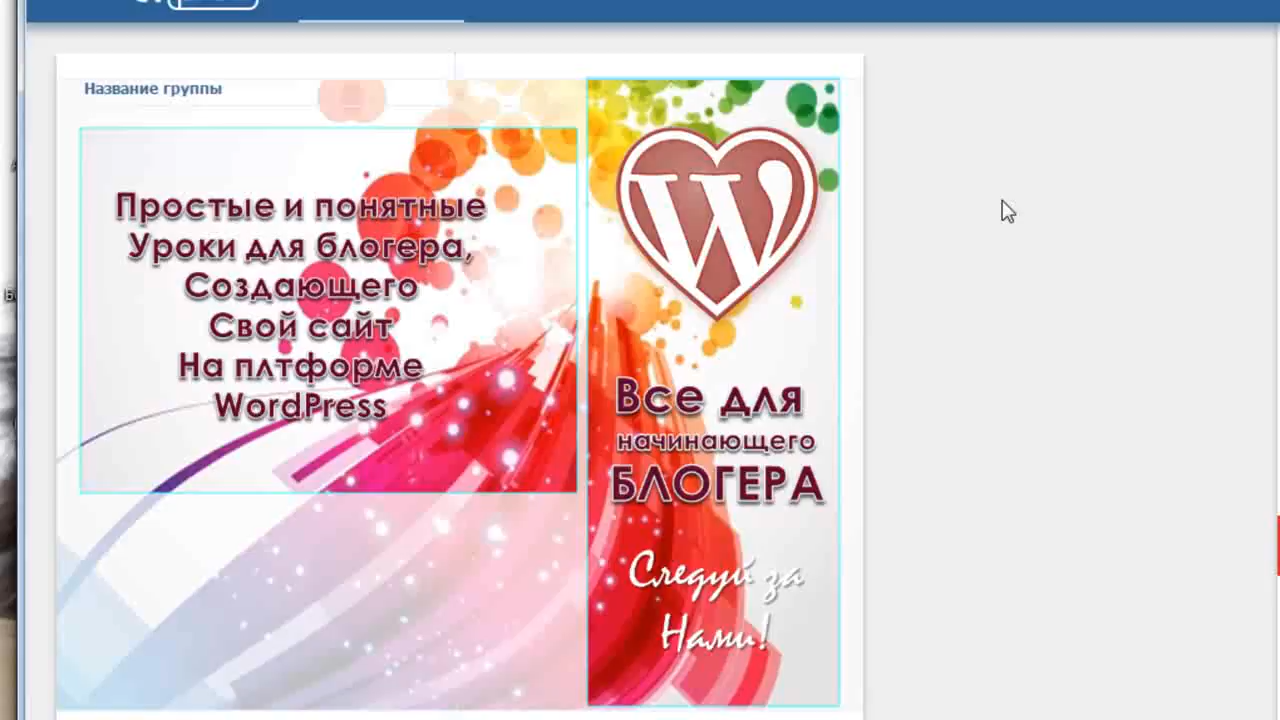 Название группы
Простые и понятные
Уроки для блогера,
Создающего
Свой сайт
На плтформе
WordPress
W
Все для
начинающего
БЛОГЕРА
Следуй за
Нами!